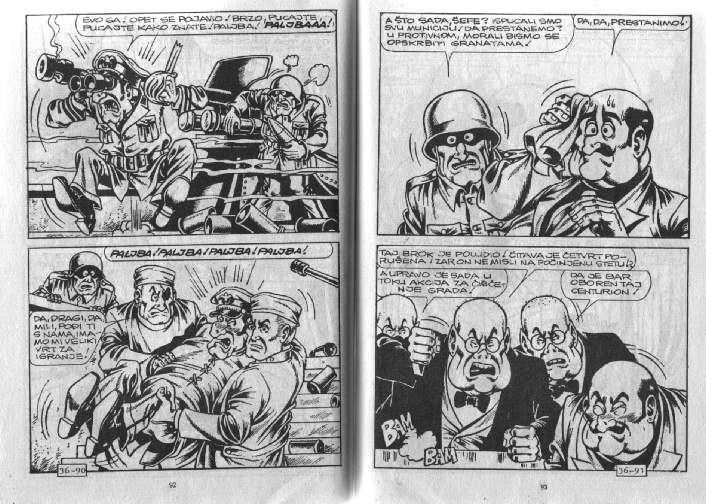 EVO GA! OPET SE POJAVIO! BRZO, PUCAJTE,
PUCAJTE KAKO ZNATE! PALJBA! PALJBAAA!
PALJBA! PALJBA! PALJBA! PALJBA!
DA, DRAGI, DA,
MILI, POĐI TI
S NAMA, IMA-
MO MI VELIKI
VRT ZA
IGRANJE!
36-90
92
A ŠTO SADA, ŠEFE? ISPUCALI SMO
SVU MUNICIJU! DA PRESTANEMO?
U PROTIVNOM, MORALI BISMO SE
OPSKRBITI GRANATAMA!
DA, DA, PRESTANIMO!
TAJ BROK JE POLUDIO! ČITAVA JE ČETVRT PO-
RUŠENA! ZAR ON NE MISLI NA POČINJENU ŠTETU?
A UPRAVO JE SADA U
TOKU AKCIJA ZA ČIŠĆE-
NJE GRADA!
DA JE BAR
OBOREN TAJ
CENTURION!
BAM
BAM
36-91
93